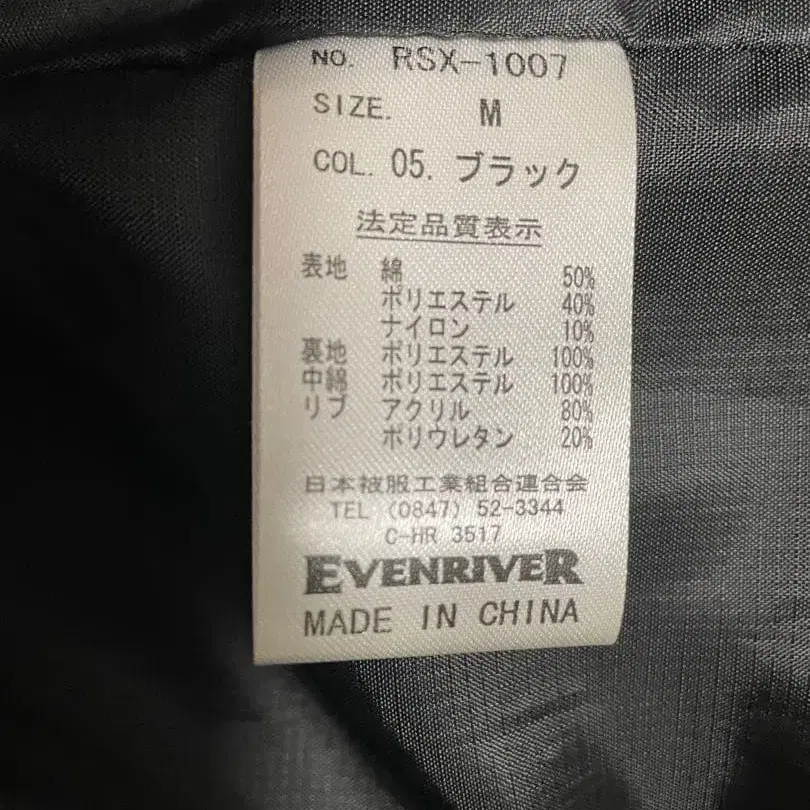 NO. RSX-1007
SIZE. M
COL. 05. ブラック
法定品質表示
表地 綿 50%
ポリエステル 40%
ナイロン 10%
裏地 ポリエステル 100%
中綿 ポリエステル 100%
リブ アクリル 80%
ポリウレタン 20%
日本被服工業組合連合会
TEL (0847) 52-3344
C-HR 3517
EVENRIVER
MADE IN CHINA